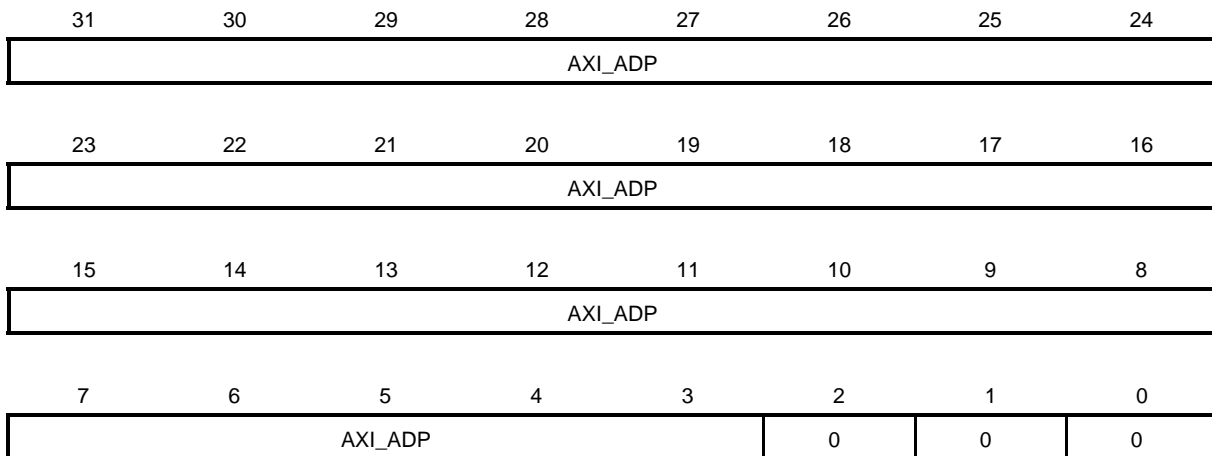 31 30 29 28 27 26 25 24
AXI_ADP
23 22 21 20 19 18 17 16
AXI_ADP
15 14 13 12 11 10 9 8
AXI_ADP
7 6 5 4 3 2 1 0
AXI_ADP 0 0 0